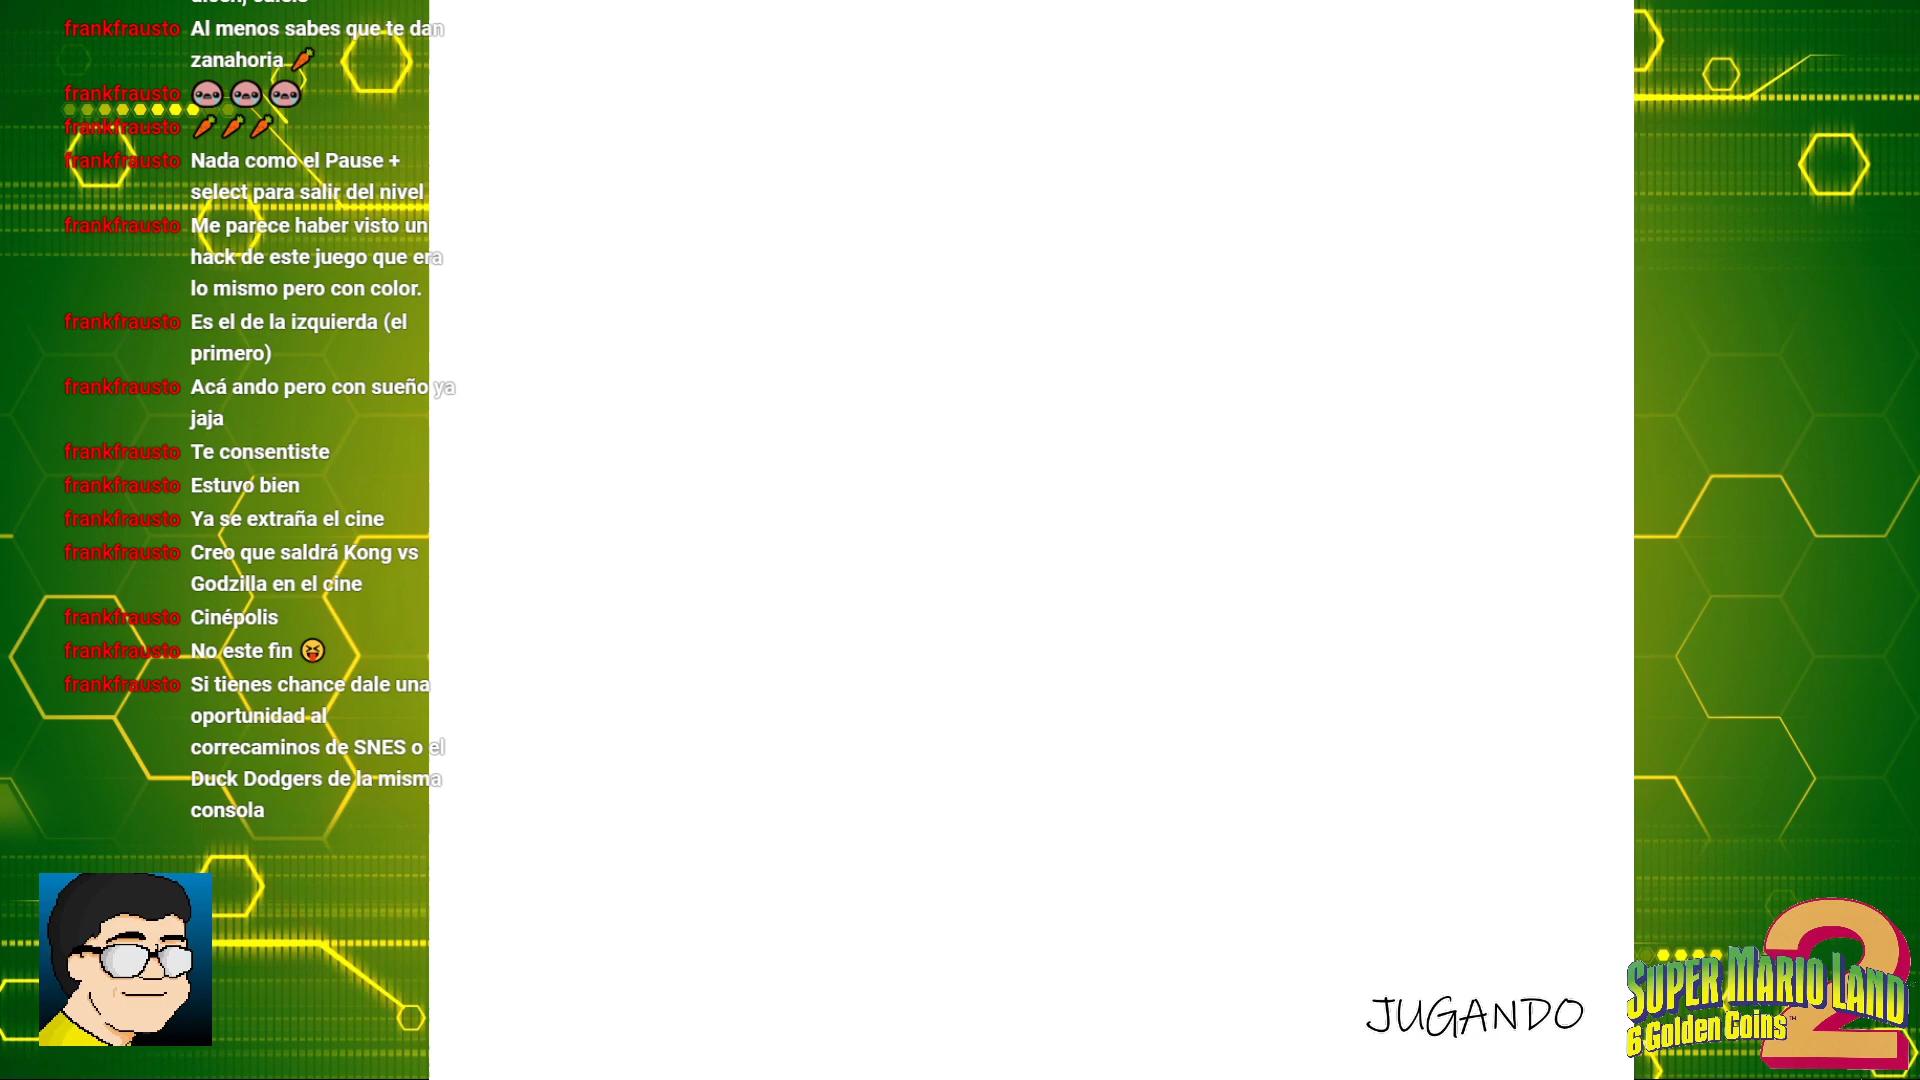 frankfrausto Al menos sabes que te dan
zanahoria 🥕
frankfrausto
frankfrausto 🥕🥕🥕
frankfrausto Nada como el Pause +
select para salir del nivel
frankfrausto Me parece haber visto un
hack de este juego que era
lo mismo pero con color.
frankfrausto Es el de la izquierda (el
primero)
frankfrausto Acá ando pero con sueño ya
jaja
frankfrausto Te consentiste
frankfrausto Estuvo bien
frankfrausto Ya se extraña el cine
frankfrausto Creo que saldrá Kong vs
Godzilla en el cine
frankfrausto Cinépolis
frankfrausto No este fin 😝
frankfrausto Si tienes chance dale una
oportunidad al
correcaminos de SNES o el
Duck Dodgers de la misma
consola
JUGANDO
SUPER MARIO LAND 2
6 Golden Coins™